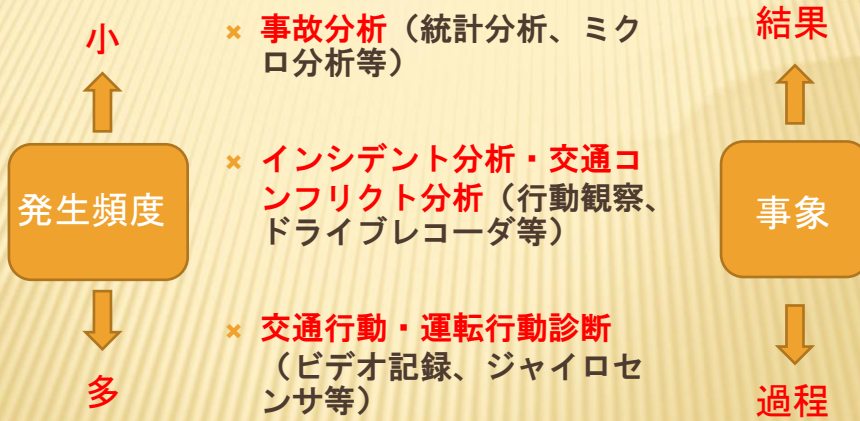 小
発生頻度
多
× 事故分析（統計分析、ミク
ロ分析等）
× インシデント分析・交通コ
ンフリクト分析（行動観察、
ドライブレコーダ等）
× 交通行動・運転行動診断
（ビデオ記録、ジャイロセ
ンサ等）
結果
事象
過程